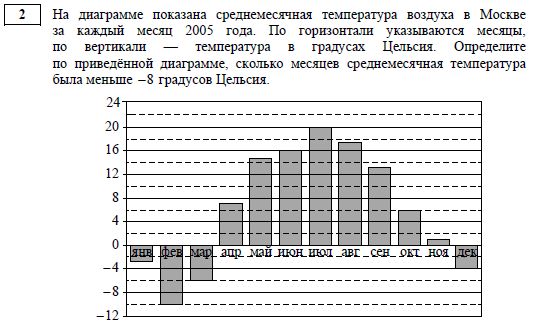 2 На диаграмме показана среднемесячная температура воздуха в Москве
за каждый месяц 2005 года. По горизонтали указываются месяцы,
по вертикали — температура в градусах Цельсия. Определите
по приведённой диаграмме, сколько месяцев среднемесячная температура
была меньше −8 градусов Цельсия.
24
20
16
12
8
4
0
янв фев мар апр май июн июл авг сен окт ноя дек
−4
−8
−12